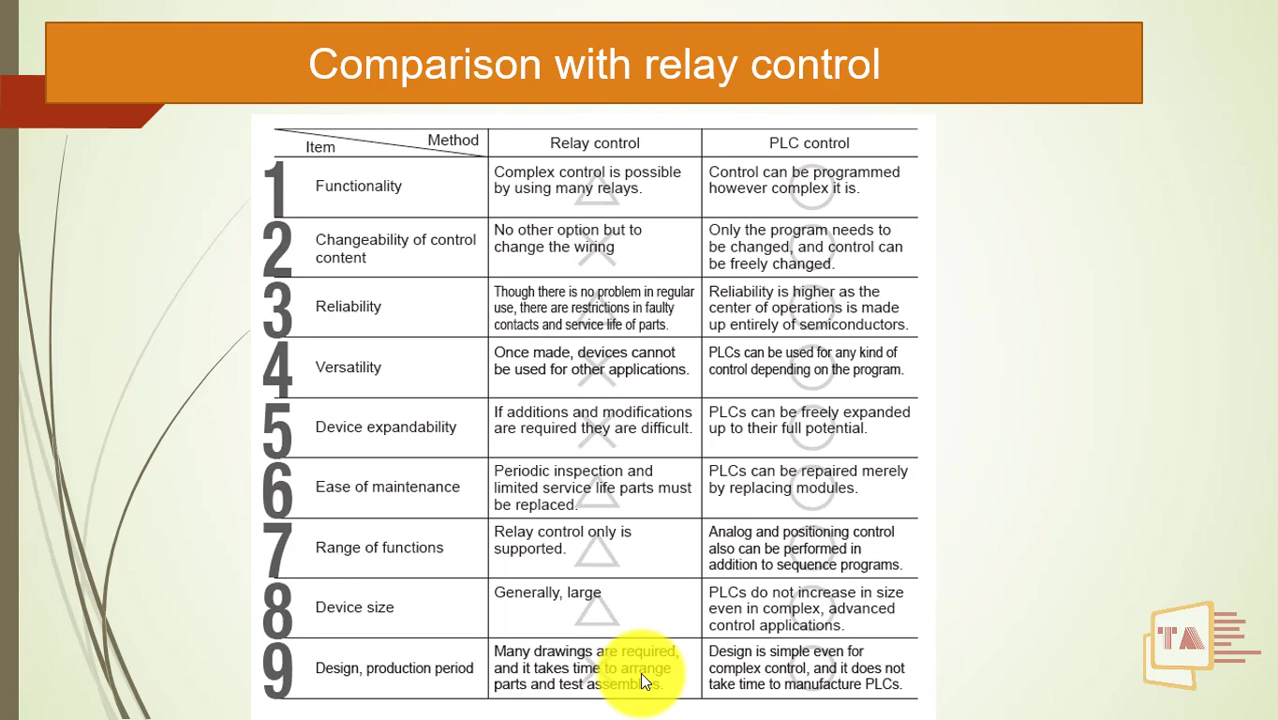 Comparison with relay control
Method
Item
Relay control
PLC control
1
Functionality
Complex control is possible
by using many relays.
Control can be programmed
however complex it is.
2
Changeability of control
content
No other option but to
change the wiring
Only the program needs to
be changed, and control can
be freely changed.
3
Reliability
Though there is no problem in regular
use, there are restrictions in faulty
contacts and service life of parts.
Reliability is higher as the
center of operations is made
up entirely of semiconductors.
4
Versatility
Once made, devices cannot
be used for other applications.
PLCs can be used for any kind of
control depending on the program.
5
Device expandability
If additions and modifications
are required they are difficult.
PLCs can be freely expanded
up to their full potential.
6
Ease of maintenance
Periodic inspection and
limited service life parts must
be replaced.
PLCs can be repaired merely
by replacing modules.
7
Range of functions
Relay control only is
supported.
Analog and positioning control
also can be performed in
addition to sequence programs.
8
Device size
Generally, large
PLCs do not increase in size
even in complex, advanced
control applications.
9
Design, production period
Many drawings are required,
and it takes time to arrange
parts and test assembles.
Design is simple even for
complex control, and it does not
take time to manufacture PLCs.
TA